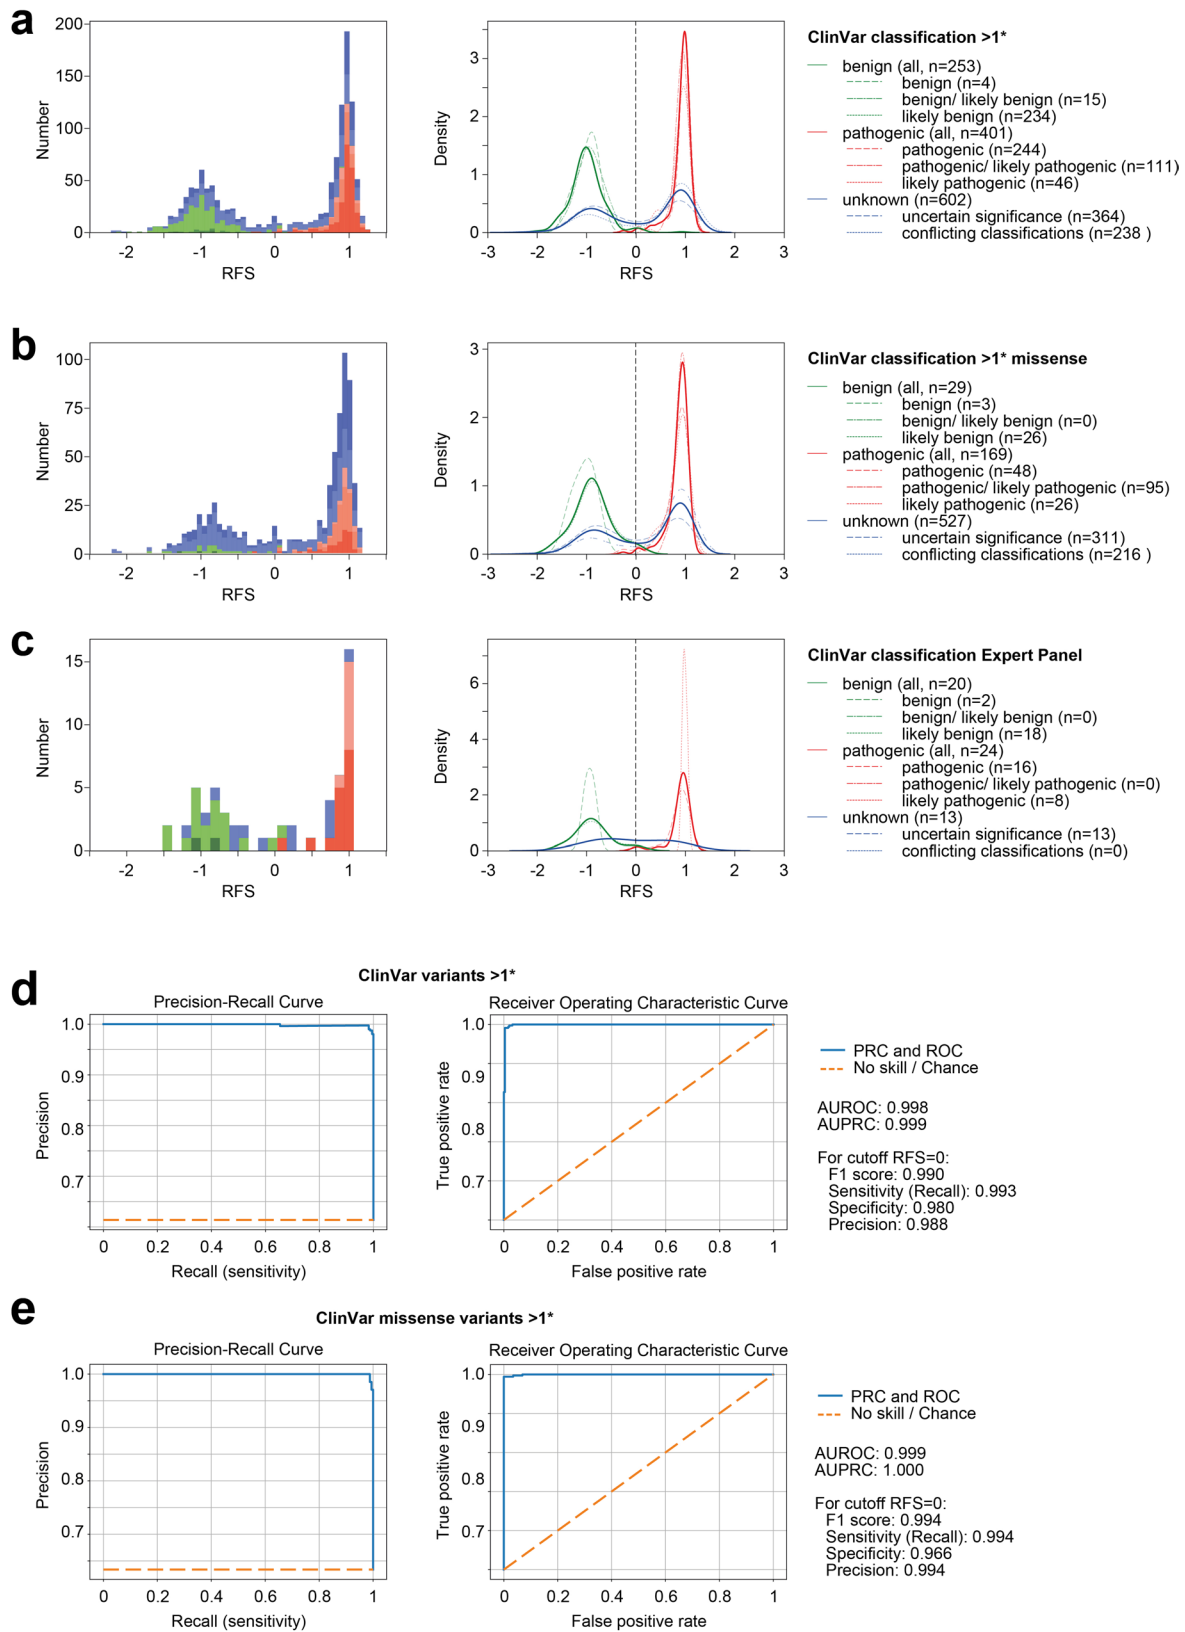 a
200
150
100
50
0
Number
-2
-1
0
1
RFS
3
2
1
0
Density
-3
-2
-1
0
1
2
3
RFS
ClinVar classification >1*
benign (all, n=253)
benign (n=4)
benign/ likely benign (n=15)
likely benign (n=234)
pathogenic (all, n=401)
pathogenic (n=244)
pathogenic/ likely pathogenic (n=111)
likely pathogenic (n=46)
unknown (n=602)
uncertain significance (n=364)
conflicting classifications (n=238 )
b
100
75
50
25
0
Number
-2
-1
0
1
RFS
3
2
1
0
Density
-3
-2
-1
0
1
2
3
RFS
ClinVar classification >1* missense
benign (all, n=29)
benign (n=3)
benign/ likely benign (n=0)
likely benign (n=26)
pathogenic (all, n=169)
pathogenic (n=48)
pathogenic/ likely pathogenic (n=95)
likely pathogenic (n=26)
unknown (n=527)
uncertain significance (n=311)
conflicting classifications (n=216 )
c
15
10
5
0
Number
-2
-1
0
1
RFS
6
4
2
0
Density
-3
-2
-1
0
1
2
3
RFS
ClinVar classification Expert Panel
benign (all, n=20)
benign (n=2)
benign/ likely benign (n=0)
likely benign (n=18)
pathogenic (all, n=24)
pathogenic (n=16)
pathogenic/ likely pathogenic (n=0)
likely pathogenic (n=8)
unknown (n=13)
uncertain significance (n=13)
conflicting classifications (n=0)
d
ClinVar variants >1*
Precision-Recall Curve
1.0
0.9
0.8
0.7
Precision
0
0.2
0.4
0.6
0.8
1
Recall (sensitivity)
Receiver Operating Characteristic Curve
1.0
0.9
0.8
0.7
True positive rate
0
0.2
0.4
0.6
0.8
1
False positive rate
PRC and ROC
No skill / Chance
AUROC: 0.998
AUPRC: 0.999
For cutoff RFS=0:
F1 score: 0.990
Sensitivity (Recall): 0.993
Specificity: 0.980
Precision: 0.988
e
ClinVar missense variants >1*
Precision-Recall Curve
1.0
0.9
0.8
0.7
Precision
0
0.2
0.4
0.6
0.8
1
Recall (sensitivity)
Receiver Operating Characteristic Curve
1.0
0.9
0.8
0.7
True positive rate
0
0.2
0.4
0.6
0.8
1
False positive rate
PRC and ROC
No skill / Chance
AUROC: 0.999
AUPRC: 1.000
For cutoff RFS=0:
F1 score: 0.994
Sensitivity (Recall): 0.994
Specificity: 0.966
Precision: 0.994